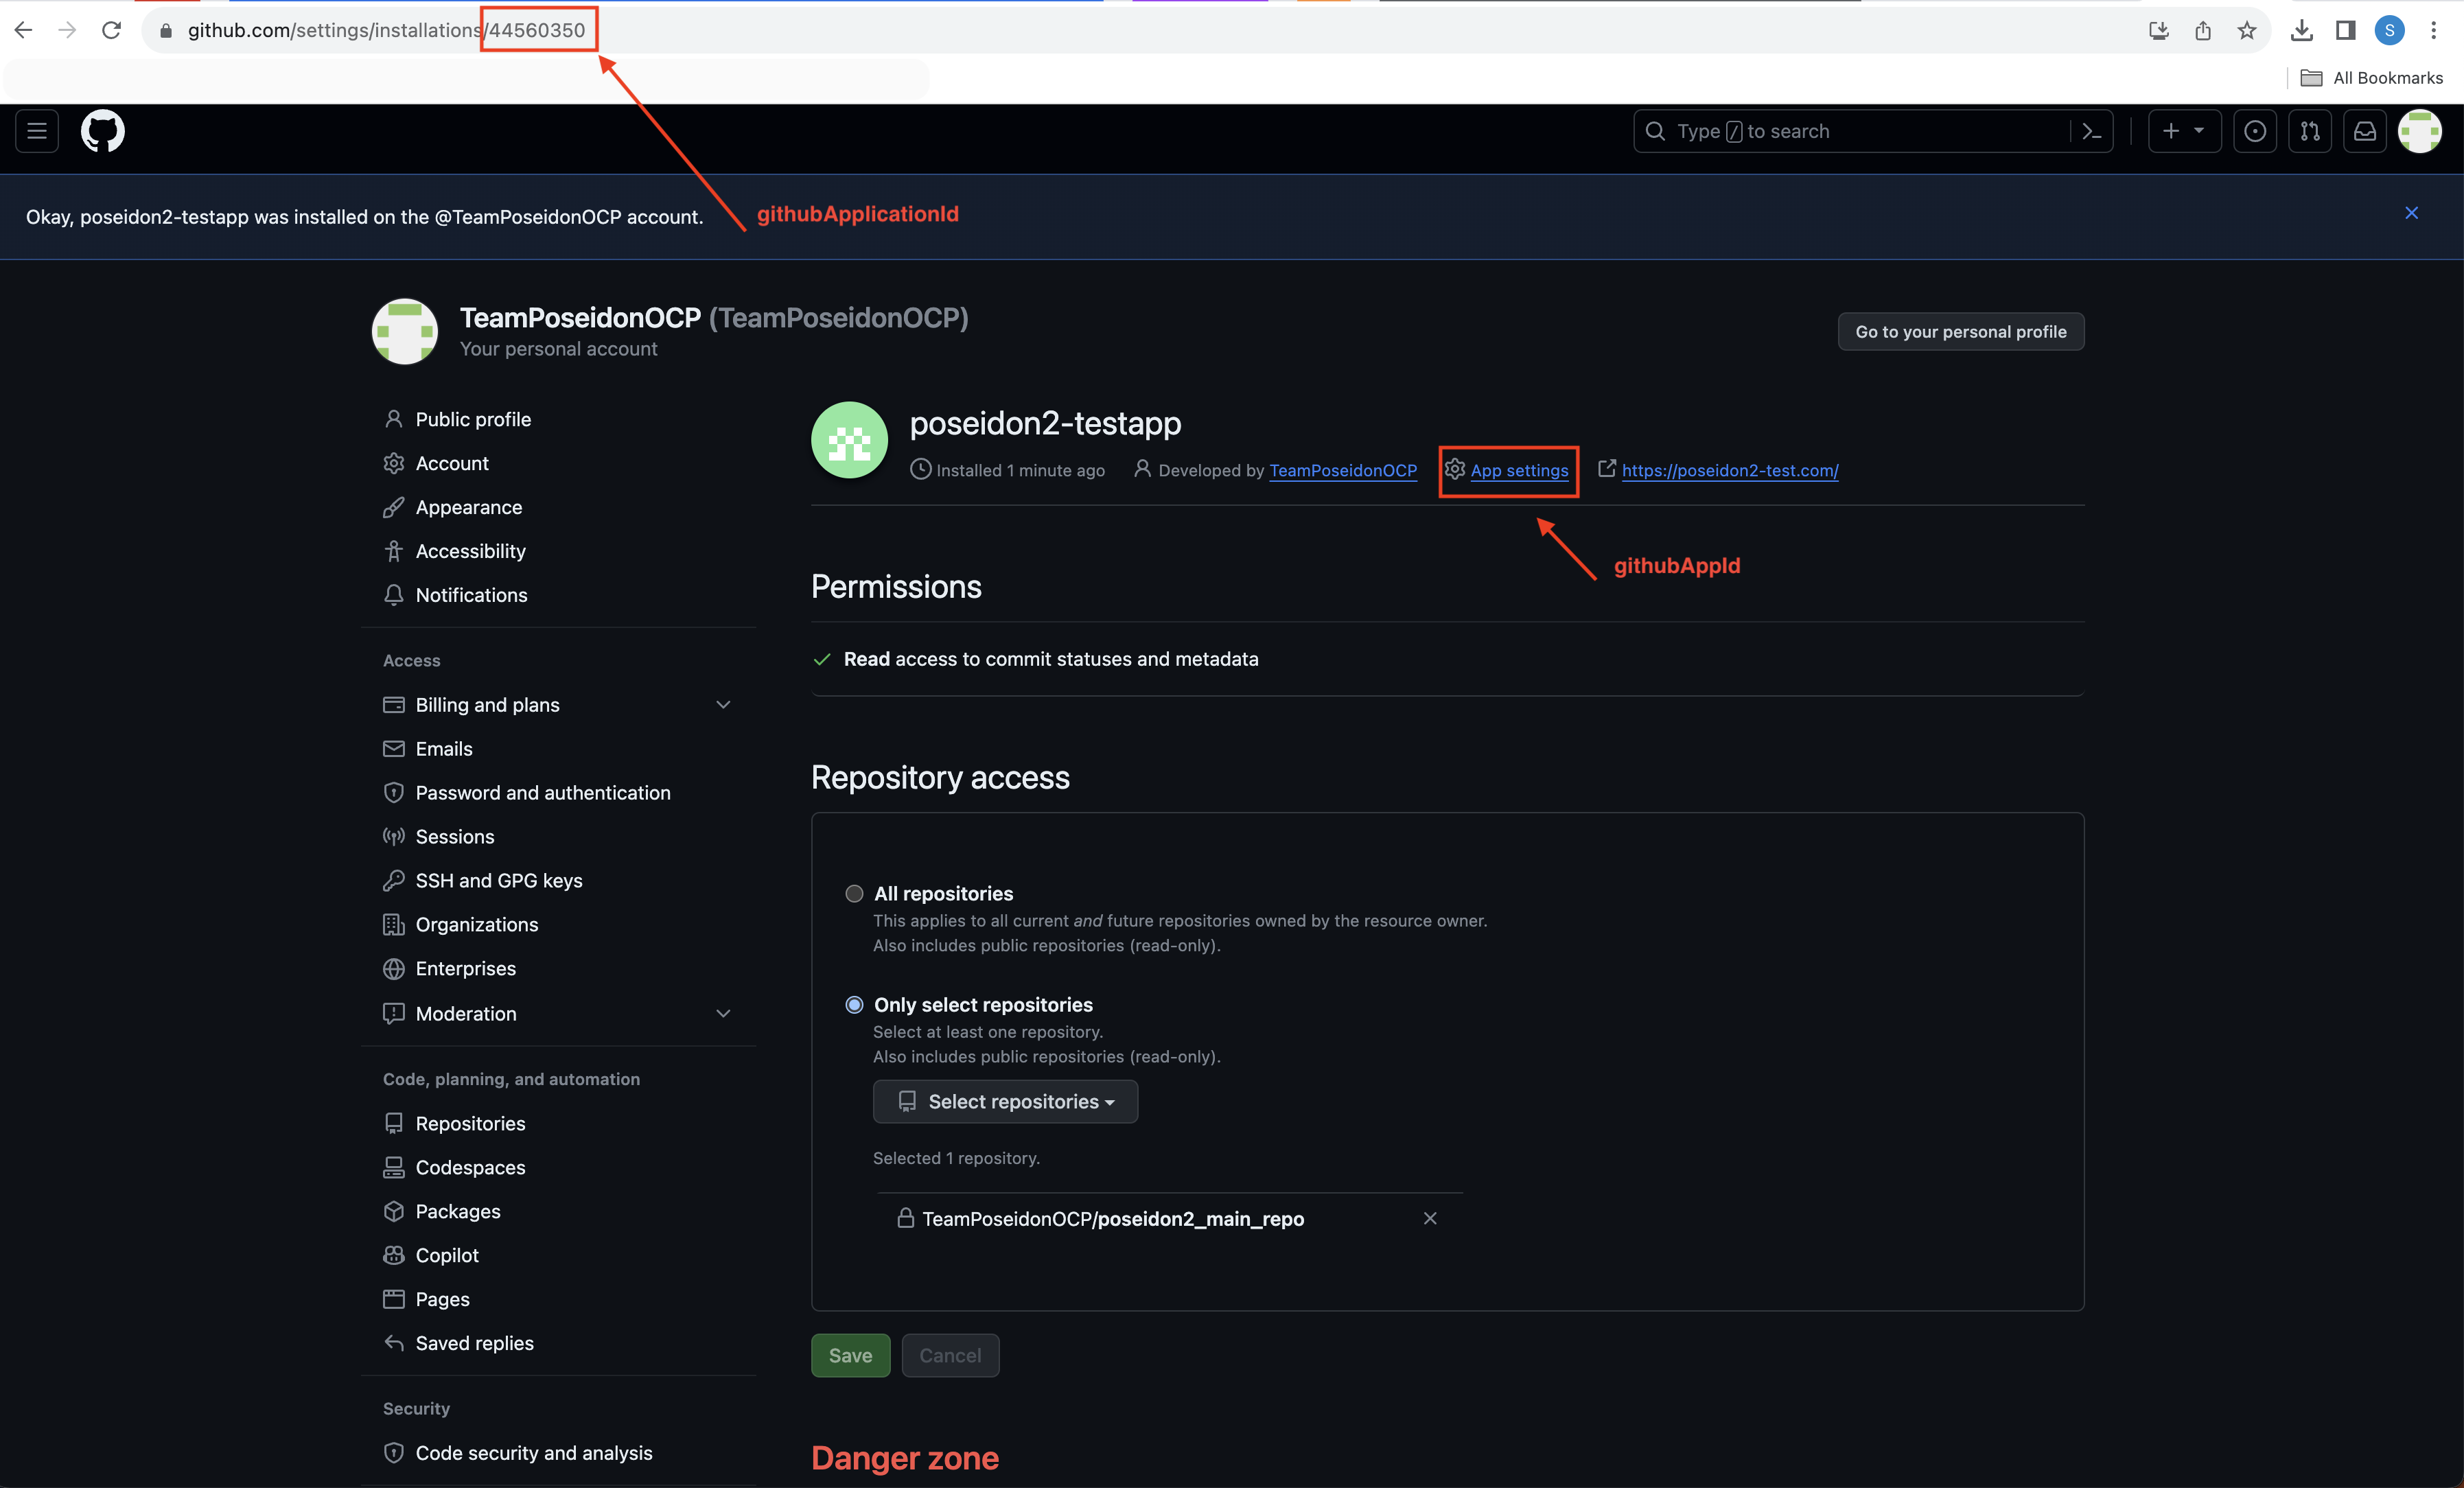 github.com/settings/installations/44560350
S
All Bookmarks
Type / to search
githubApplicationId
Okay, poseidon2-testapp was installed on the @TeamPoseidonOCP account.
TeamPoseidonOCP (TeamPoseidonOCP)
Your personal account
Go to your personal profile
Public profile
Account
Appearance
Accessibility
Notifications
Access
Billing and plans
Emails
Password and authentication
Sessions
SSH and GPG keys
Organizations
Enterprises
Moderation
Code, planning, and automation
Repositories
Codespaces
Packages
Copilot
Pages
Saved replies
Security
Code security and analysis
poseidon2-testapp
Installed 1 minute ago Developed by TeamPoseidonOCP App settings https://poseidon2-test.com/
githubAppId
Permissions
Read access to commit statuses and metadata
Repository access
All repositories
This applies to all current and future repositories owned by the resource owner.
Also includes public repositories (read-only).
Only select repositories
Select at least one repository.
Also includes public repositories (read-only).
Select repositories
Selected 1 repository.
TeamPoseidonOCP/poseidon2_main_repo
Save Cancel
Danger zone